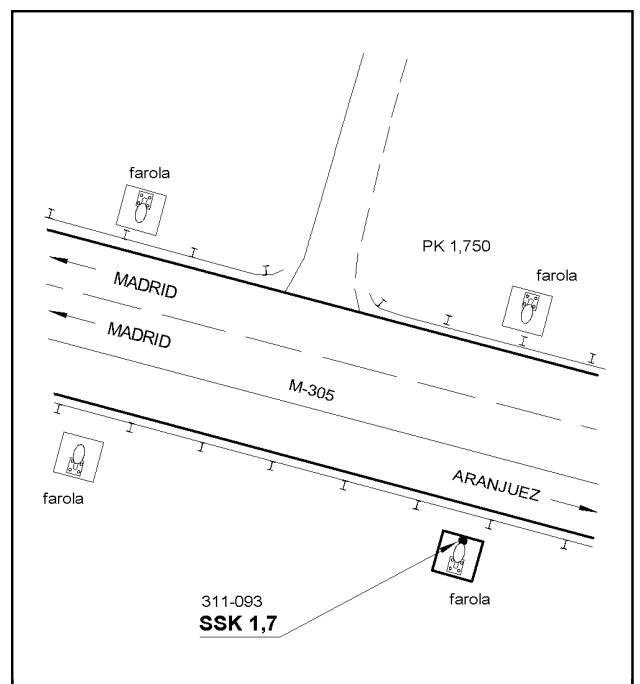 farola
PK 1,750
farola
MADRID
MADRID
M-305
ARANJUEZ
farola
farola
311-093
SSK 1,7